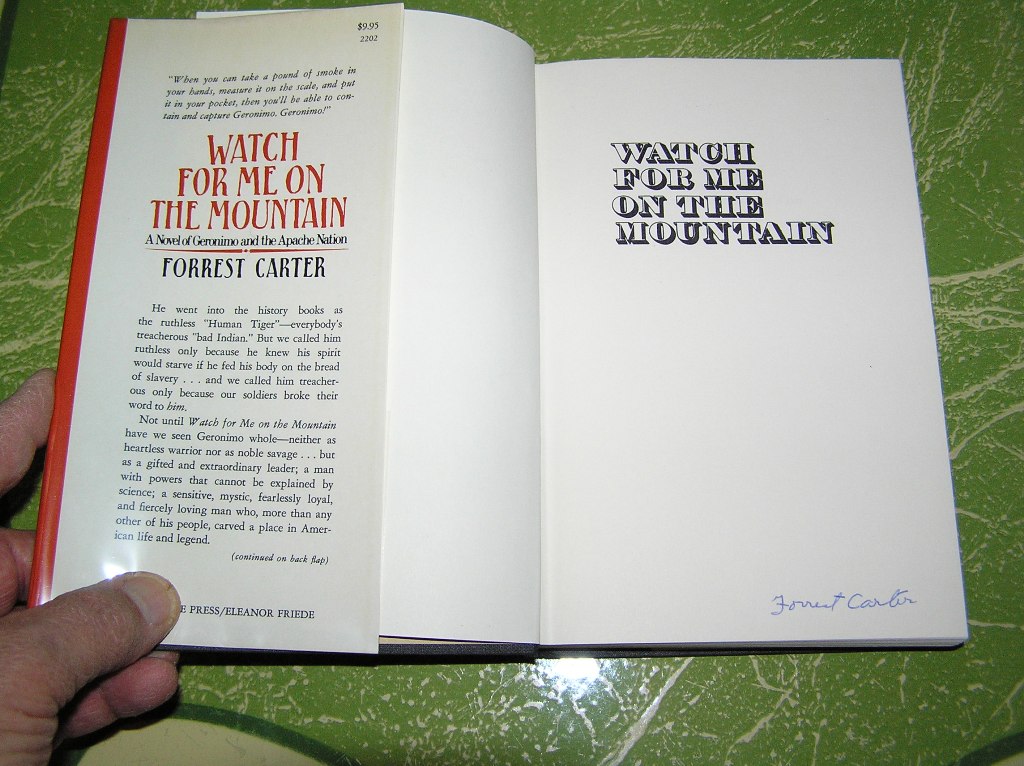 $9.95
2202
"When you can take a pound of smoke in
your hands, measure it on the scale, and put
it in your pocket, then you'll be able to con-
tain and capture Geronimo. Geronimo!"
WATCH
FOR ME ON
THE MOUNTAIN
A Novel of Geronimo and the Apache Nation
FORREST CARTER
He went into the history books as
the ruthless "Human Tiger"—everybody's
treacherous "bad Indian." But we called him
ruthless only because he knew his spirit
would starve if he fed his body on the bread
of slavery . . . and we called him treacher-
ous only because our soldiers broke their
word to him.
Not until Watch for Me on the Mountain
have we seen Geronimo whole—neither as
heartless warrior nor as noble savage . . . but
as a gifted and extraordinary leader; a man
with powers that cannot be explained by
science; a sensitive, mystic, fearlessly loyal,
and fiercely loving man who, more than any
other of his people, carved a place in Amer-
ican life and legend.
(continued on back flap)
E PRESS/ELEANOR FRIEDE
WATCH
FOR ME
ON THE
MOUNTAIN
Forrest Carter